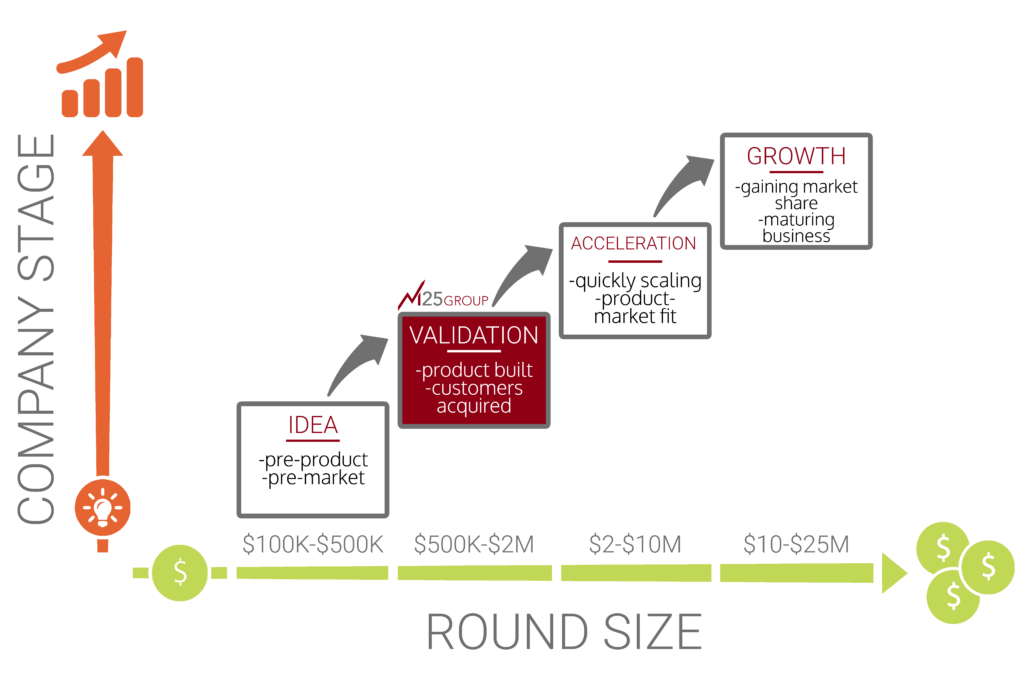 COMPANY STAGE
GROWTH
-gaining market
share
-maturing
business
ACCELERATION
-quickly scaling
-product-
market fit
M25GROUP
VALIDATION
-product built
-customers
acquired
IDEA
-pre-product
-pre-market
$100K-$500K
$500K-$2M
$2-$10M
$10-$25M
$
$
$
$
ROUND SIZE